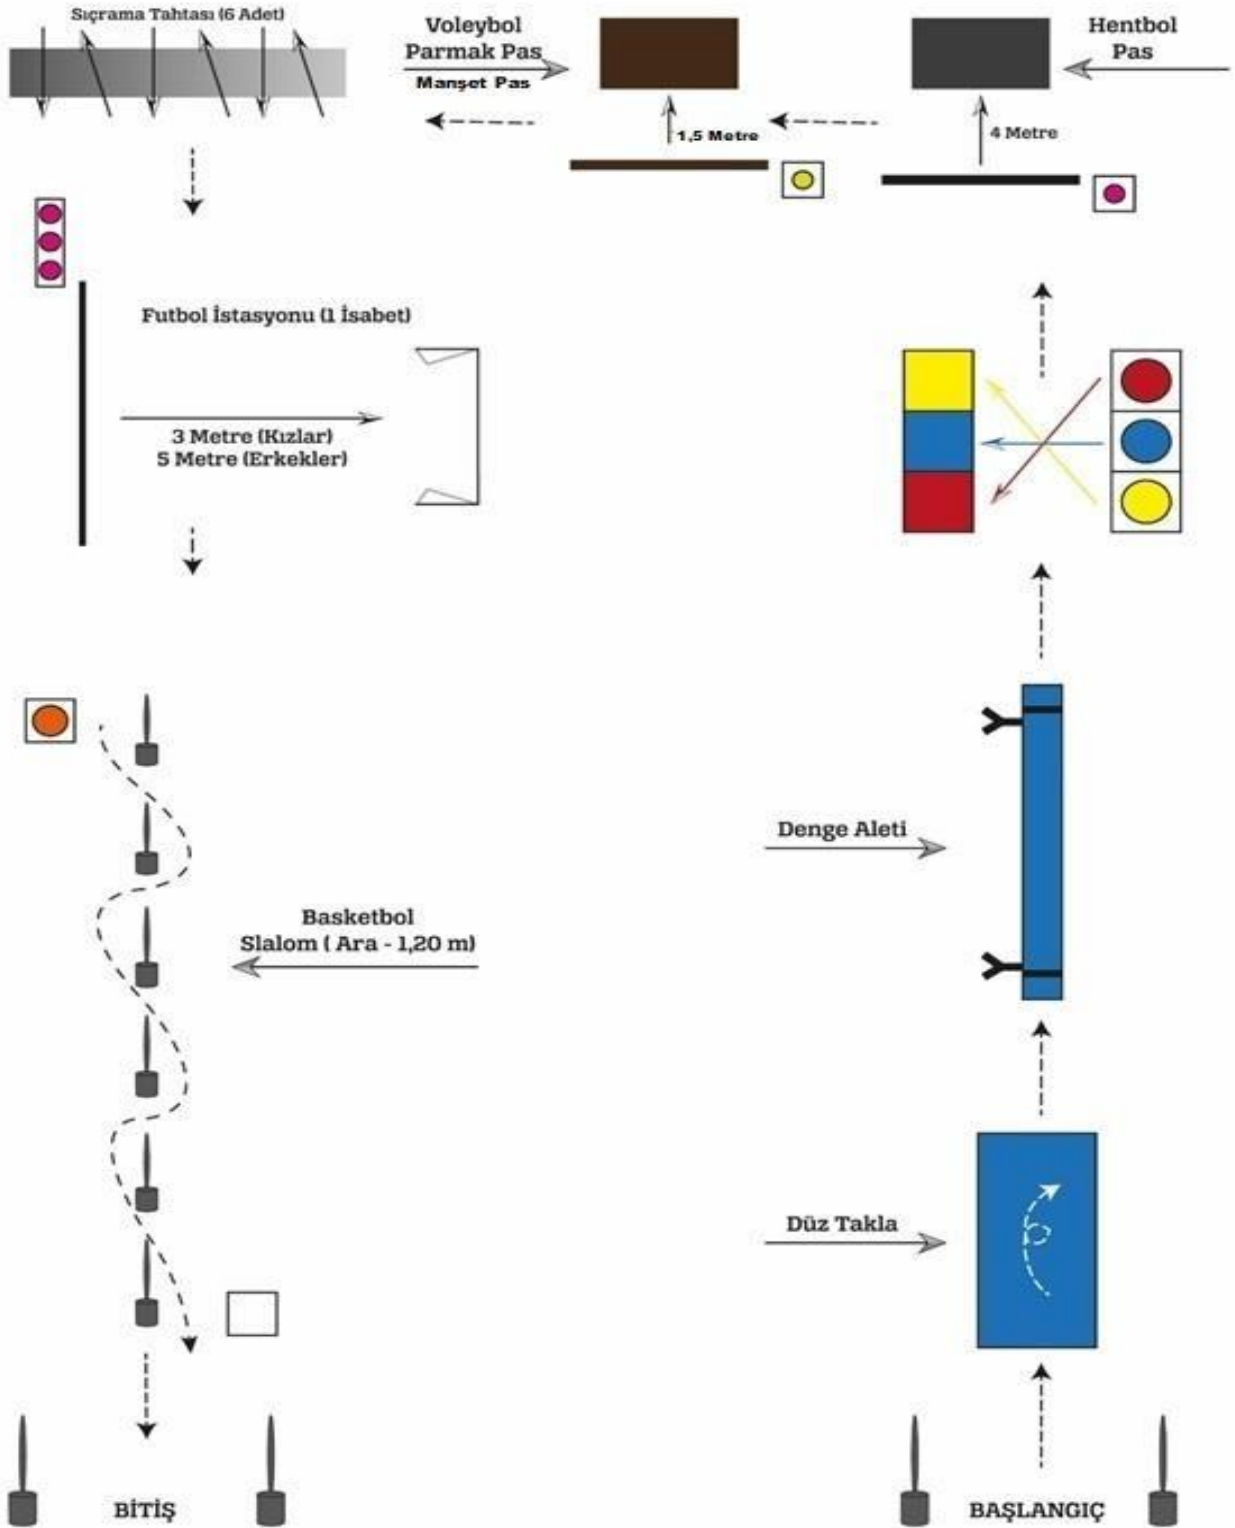 Sıçrama Tahtası (6 Adet)
Voleybol
Parmak Pas
Manşet Pas
Hentbol
Pas
1,5 Metre
4 Metre
Futbol İstasyonu (1 İsabet)
3 Metre (Kızlar)
5 Metre (Erkekler)
Denge Aleti
Basketbol
Slalom ( Ara - 1,20 m)
Düz Takla
BİTİŞ
BAŞLANGIÇ